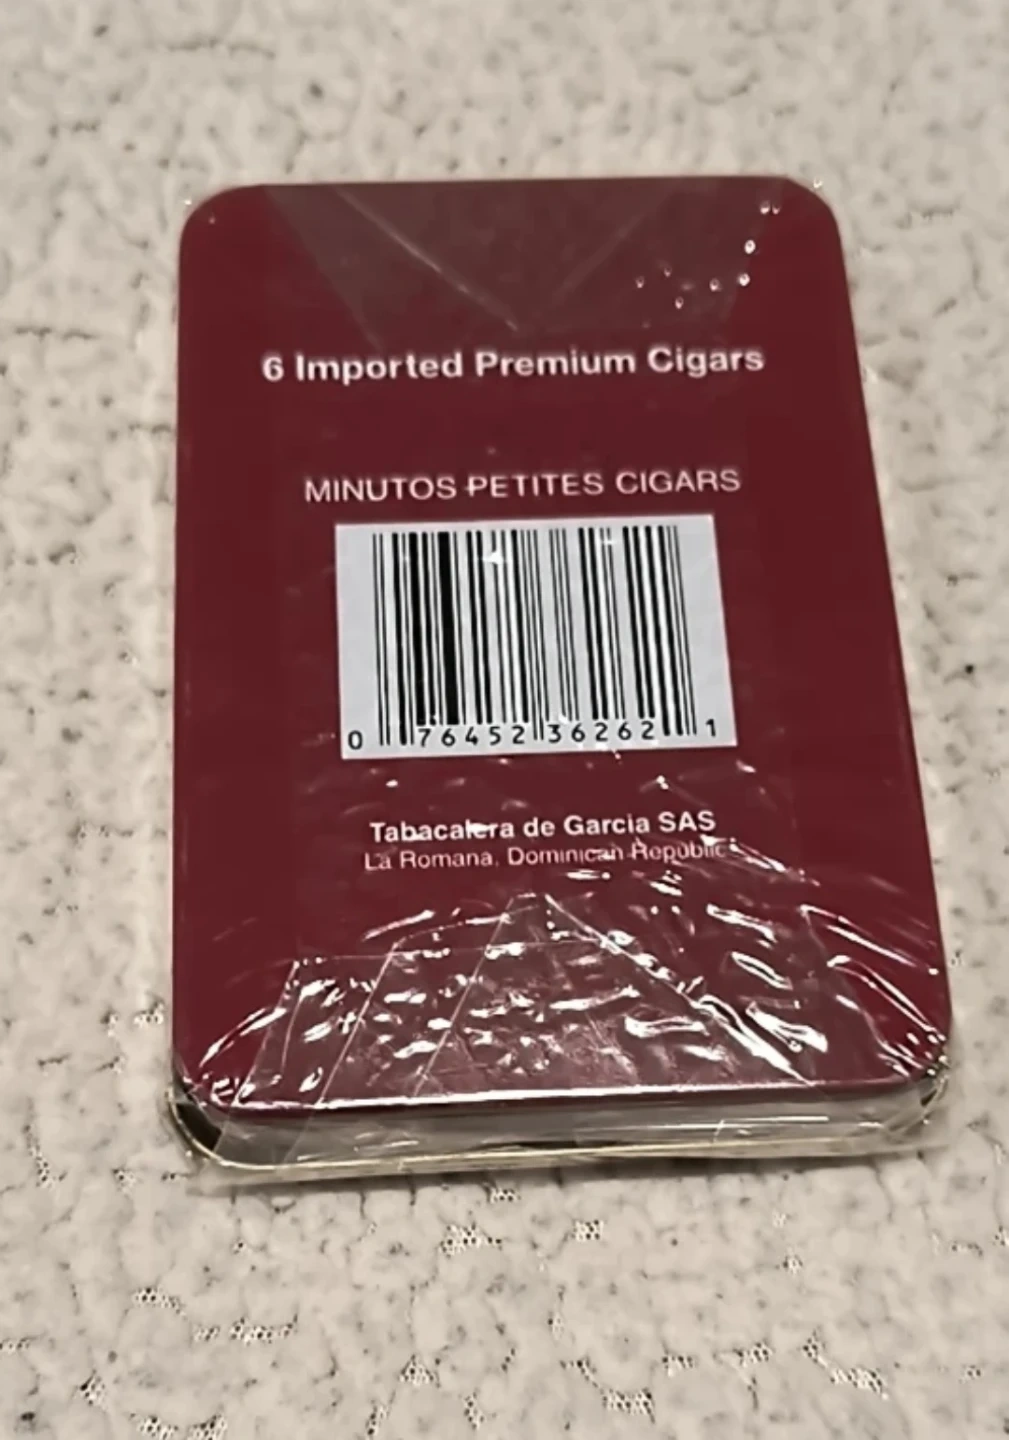 6 Imported Premium Cigars
MINUTOS PETITES CIGARS
0 76452 36262 1
Tabacalera de Garcia SAS
La Romana, Dominican Republic